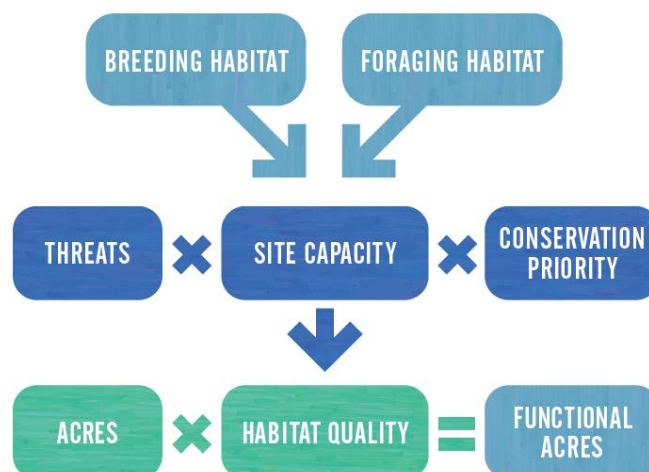 BREEDING HABITAT
FORAGING HABITAT
THREATS
SITE CAPACITY
CONSERVATION
PRIORITY
ACRES
HABITAT QUALITY
FUNCTIONAL
ACRES